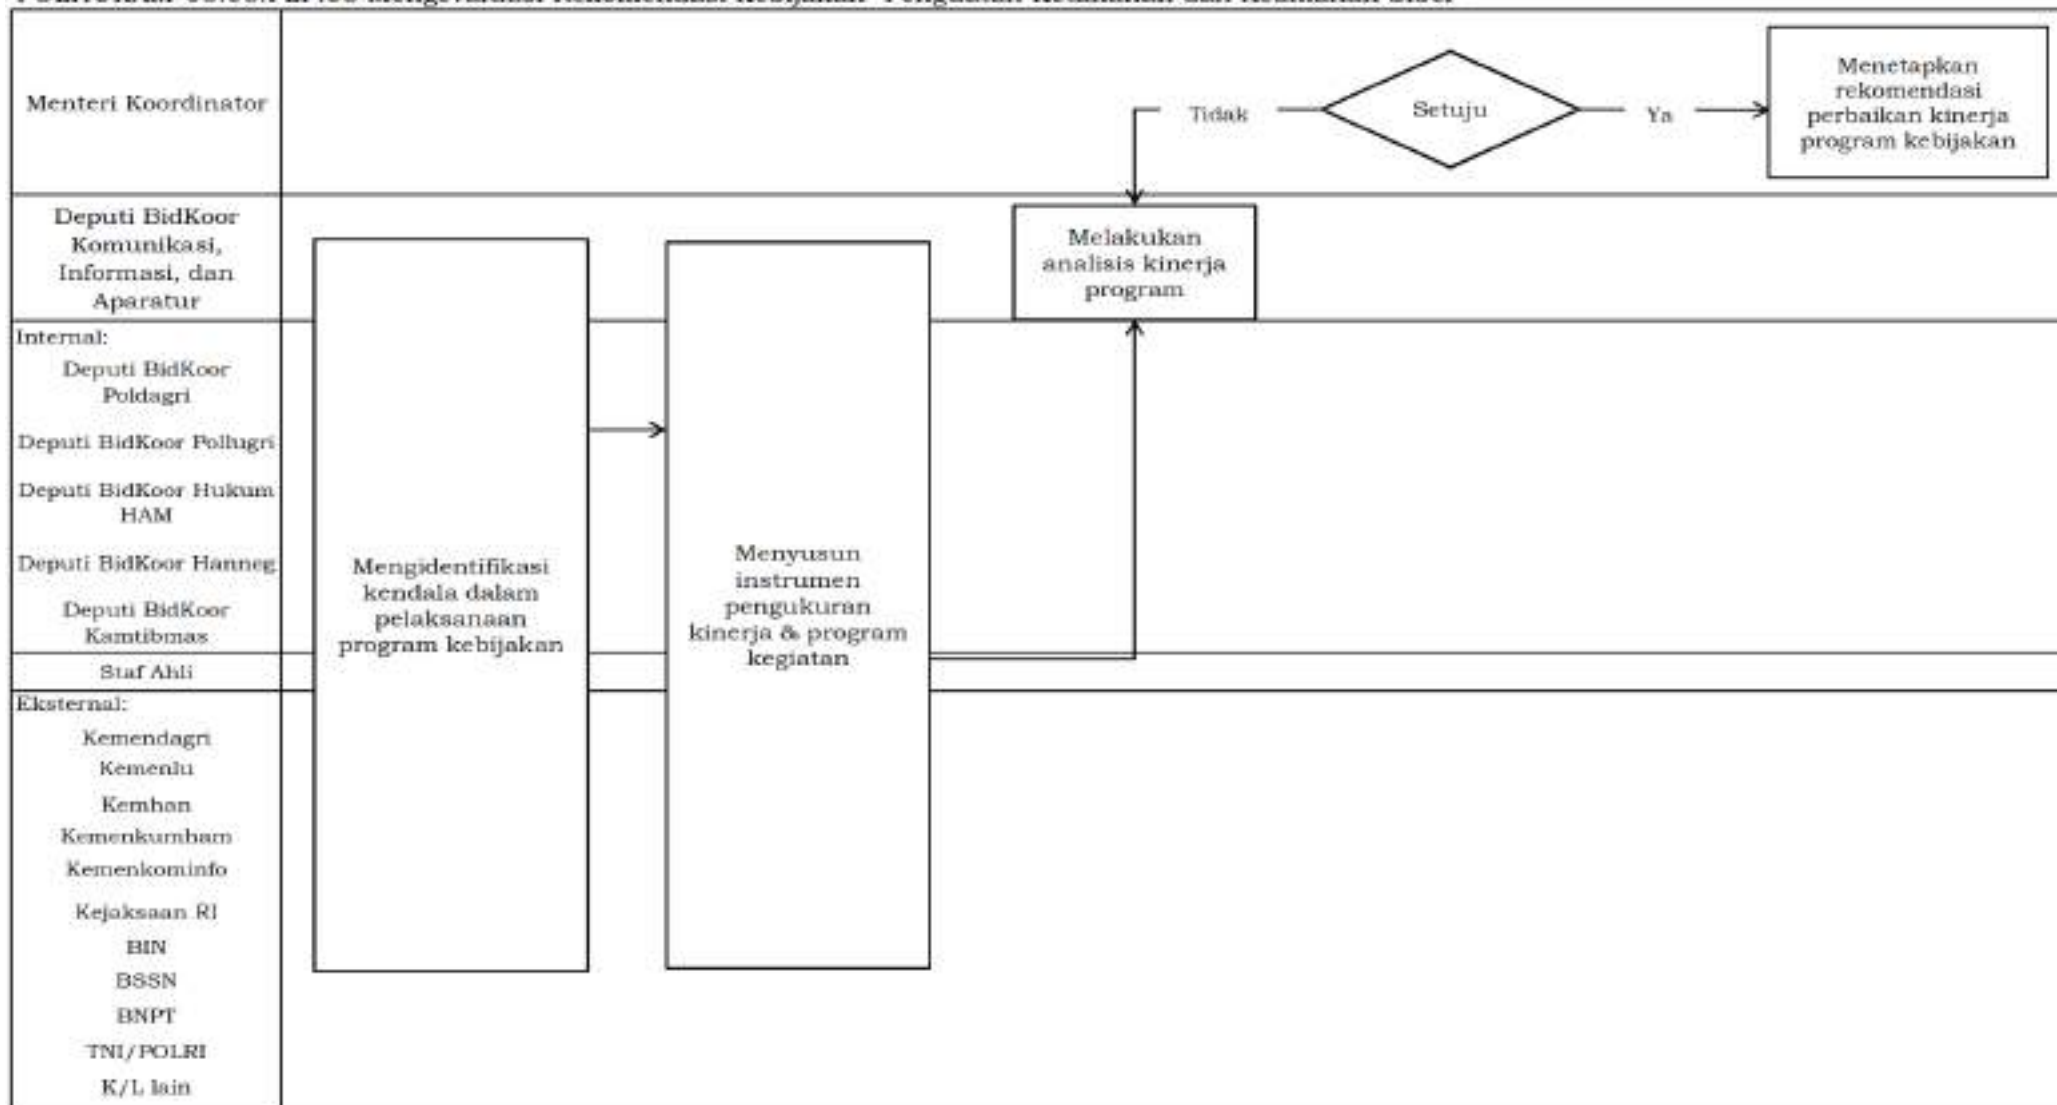 Menteri Koordinator
Tidak
Setuju
Ya
Menetapkan
rekomendasi
perbaikan kinerja
program kebijakan
Deputi BidKoor
Komunikasi,
Informasi, dan
Aparatur
Melakukan
analisis kinerja
program
Internal:
Deputi BidKoor
Poldagri
Deputi BidKoor Pollugri
Deputi BidKoor Hukum
HAM
Deputi BidKoor Hanneg
Deputi BidKoor
Kamtibmas
Mengidentifikasi
kendala dalam
pelaksanaan
program kebijakan
Menyusun
instrumen
pengukuran
kinerja & program
kegiatan
Staf Ahli
Eksternal:
Kemendagri
Kemenlu
Kemhan
Kemenkumham
Kemenkominfo
Kejaksaan RI
BIN
BSSN
BNPT
TNI/POLRI
K/L lain